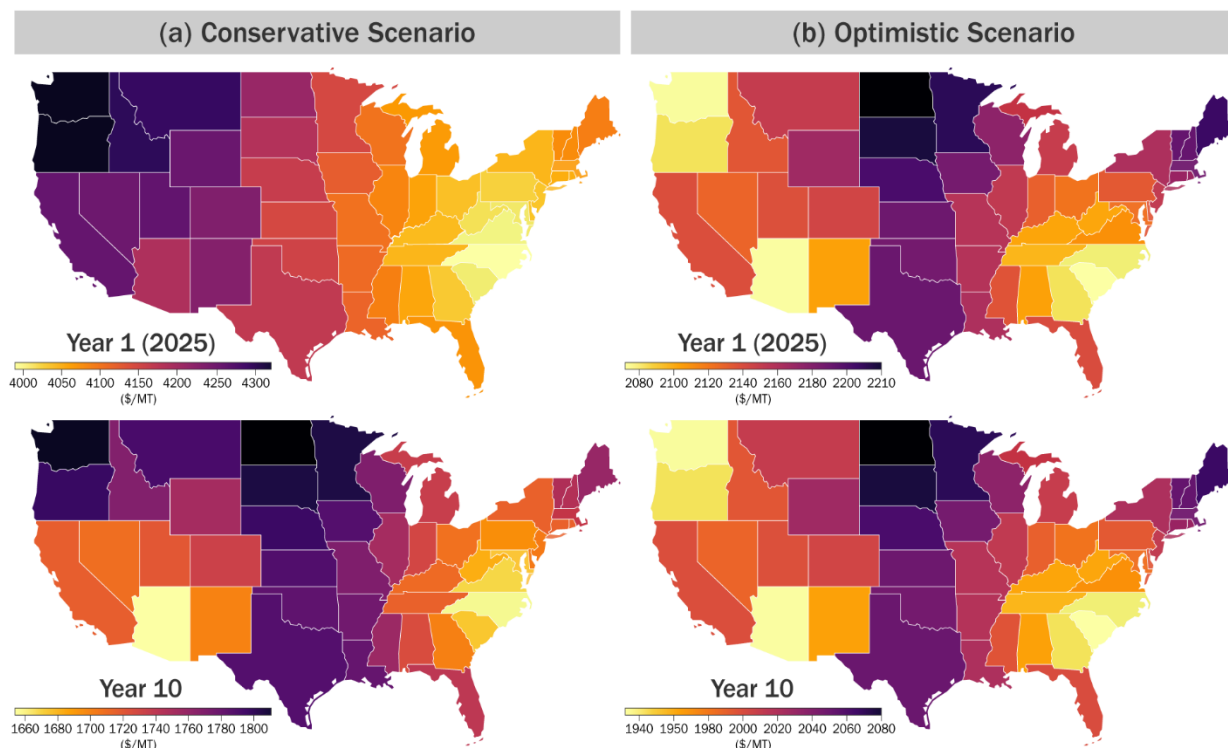 (a) Conservative Scenario
(b) Optimistic Scenario
Year 1 (2025)
4000 4050 4100 4150 4200 4250 4300
($/MT)
Year 1 (2025)
2080 2100 2120 2140 2160 2180 2200 2210
($/MT)
Year 10
1660 1680 1700 1720 1740 1760 1780 1800
($/MT)
Year 10
1940 1950 1980 2000 2020 2040 2060 2080
($/MT)